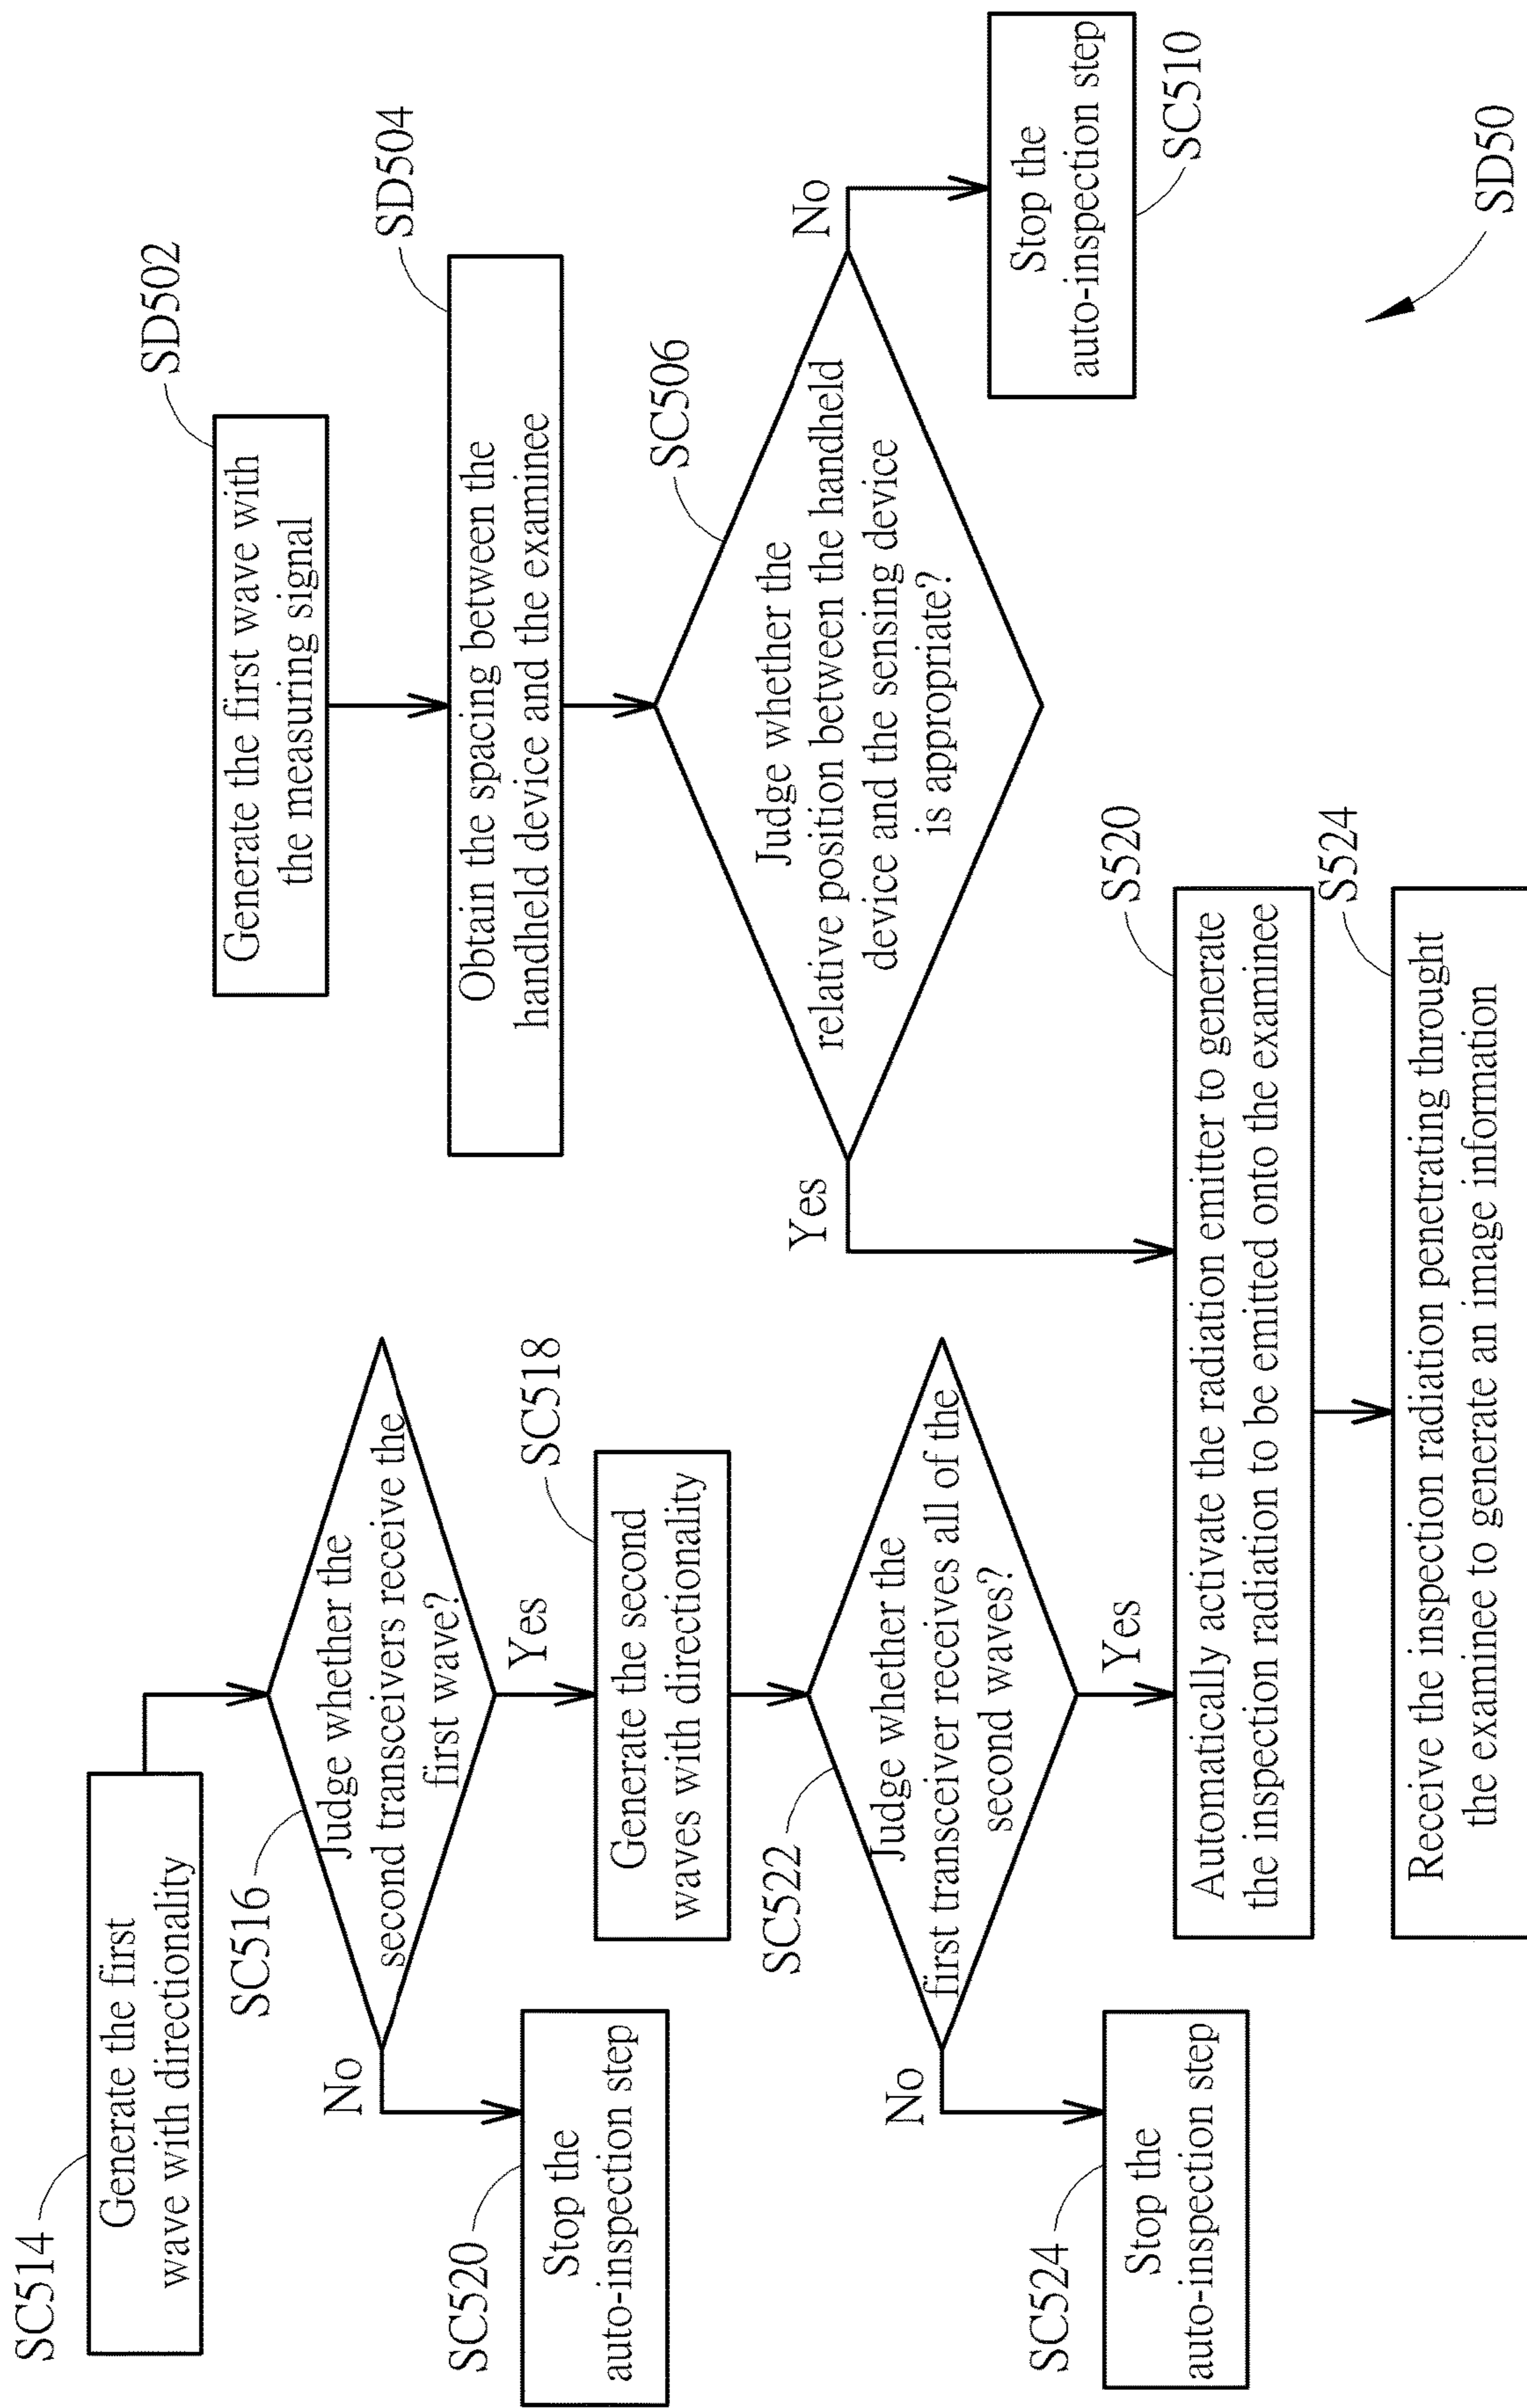 SC514
Generate the first
wave with directionality
SC516
Judge whether the
second transceivers receive the
first wave?
No
Yes
SC520
Stop the
auto-inspection step
SC518
Generate the second
waves with directionality
SC522
Judge whether the
first transceiver receives all of the
second waves?
No
Yes
SC524
Stop the
auto-inspection step
SD502
Generate the first wave with
the measuring signal
SD504
Obtain the spacing between the
handheld device and the examinee
SC506
Judge whether the
relative position between the handheld
device and the sensing device
is appropriate?
Yes
No
Stop the
auto-inspection step
SC510
S520
Automatically activate the radiation emitter to generate
the inspection radiation to be emitted onto the examinee
S524
Receive the inspection radiation penetrating through
the examinee to generate an image information
SD50